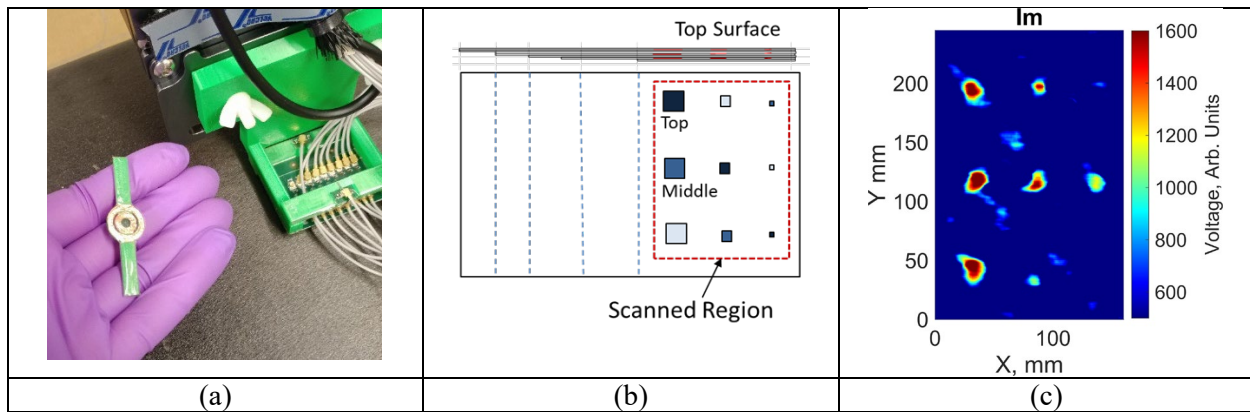 VELCRO
Top Surface
Top
Middle
Scanned Region
Im
200
150
100
50
0
Y mm
0
100
X, mm
1600
1400
1200
1000
800
600
Voltage, Arb. Units
(a)
(b)
(c)